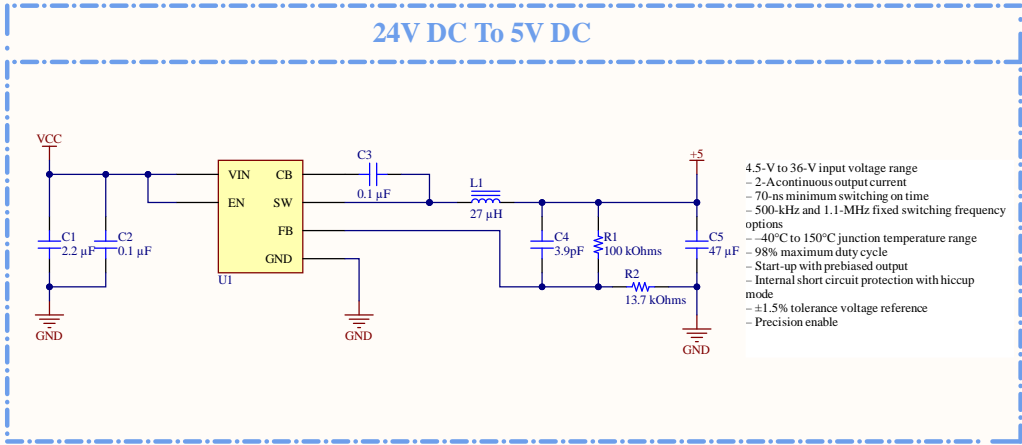 24V DC To 5V DC
VCC
C1
2.2 µF
C2
0.1 µF
VIN
EN
CB
SW
FB
GND
U1
C3
0.1 µF
L1
27 µH
C4
3.9pF
R1
100 kOhms
R2
13.7 kOhms
+5
C5
47 µF
GND
GND
GND
4.5-V to 36-V input voltage range
– 2-A continuous output current
– 70-ns minimum switching on time
– 500-kHz and 1.1-MHz fixed switching frequency
options
– –40°C to 150°C junction temperature range
– 98% maximum duty cycle
– Start-up with prebiased output
– Internal short circuit protection with hiccup
mode
– ±1.5% tolerance voltage reference
– Precision enable